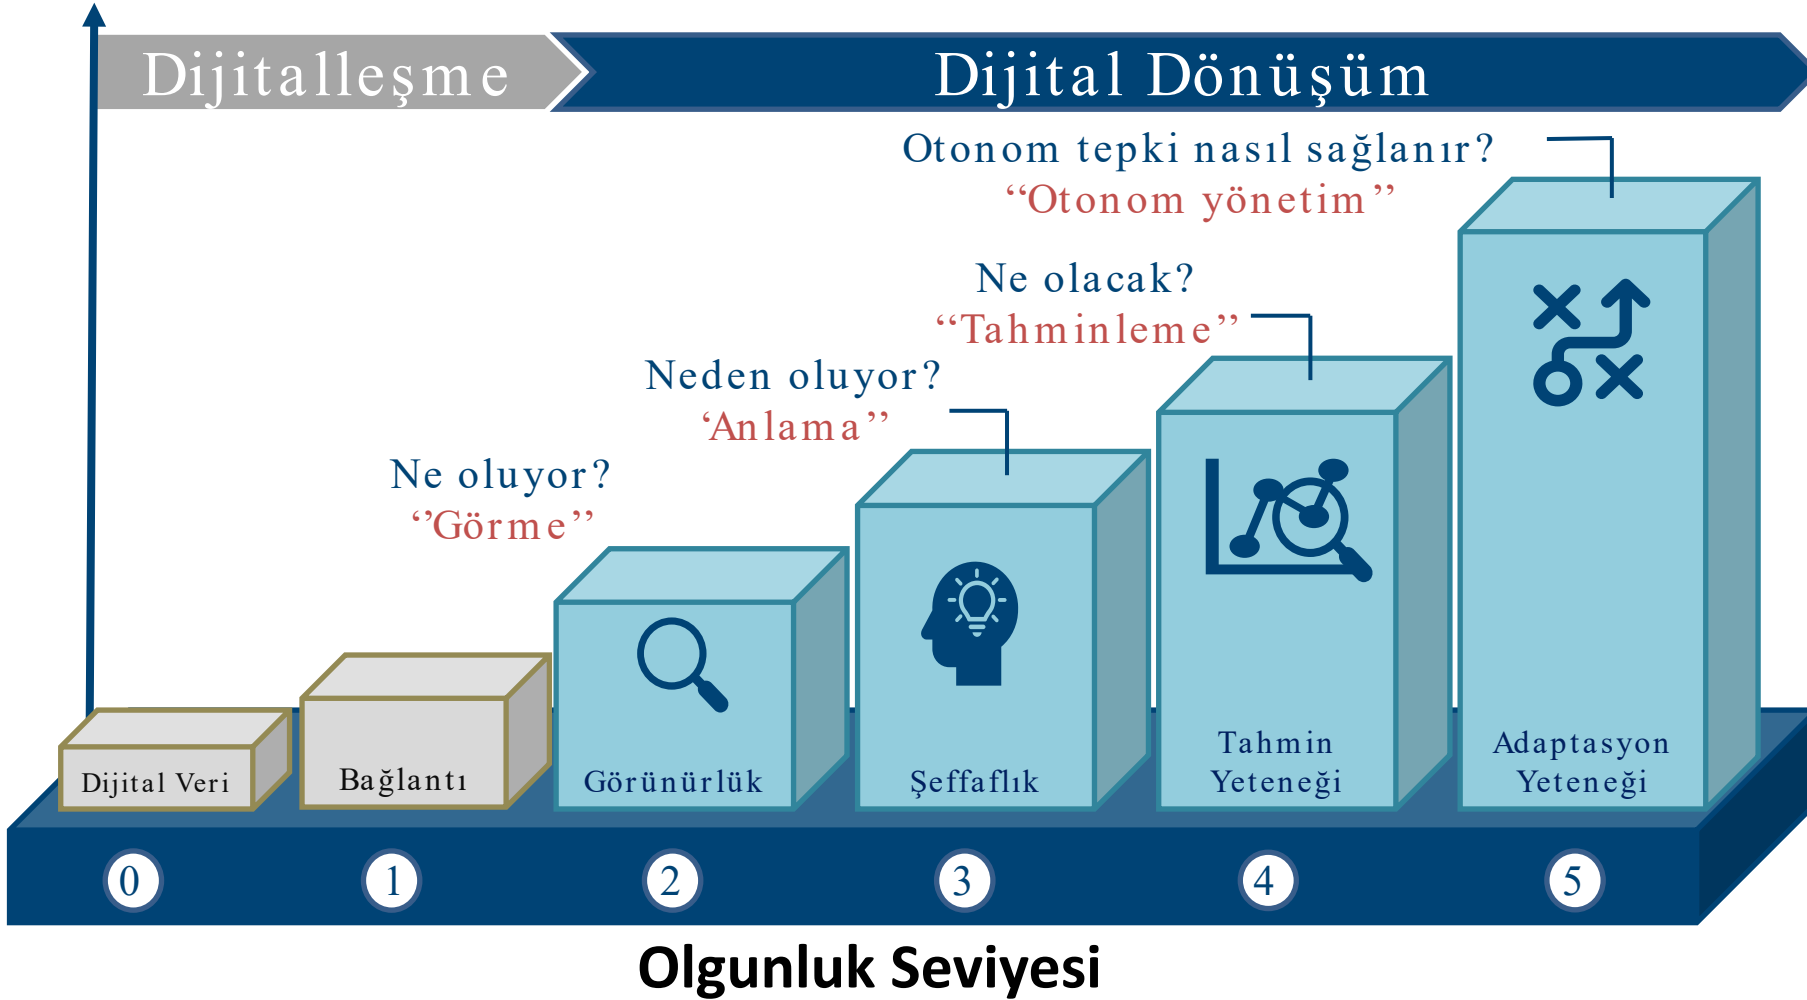 Dijitalleşme
Dijital Dönüşüm
Otonom tepki nasıl sağlanır?
‘‘Otonom yönetim’’
Ne olacak?
‘‘Tahminleme’’
Neden oluyor?
‘Anlama’’
Ne oluyor?
‘’Görme’’
Dijital Veri
Bağlantı
Görünürlük
Şeffaflık
Tahmin
Yeteneği
Adaptasyon
Yeteneği
0
1
2
3
4
5
Olgunluk Seviyesi